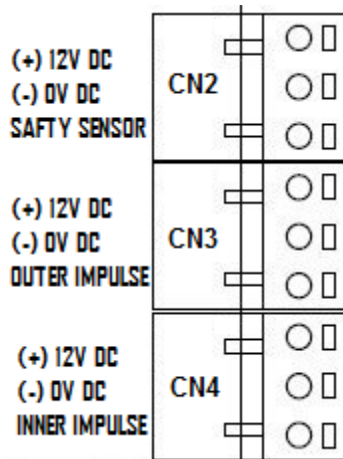 (+) 12V DC
(-) 0V DC
SAFTY SENSOR
CN2
(+) 12V DC
(-) 0V DC
OUTER IMPULSE
CN3
(+) 12V DC
(-) 0V DC
INNER IMPULSE
CN4